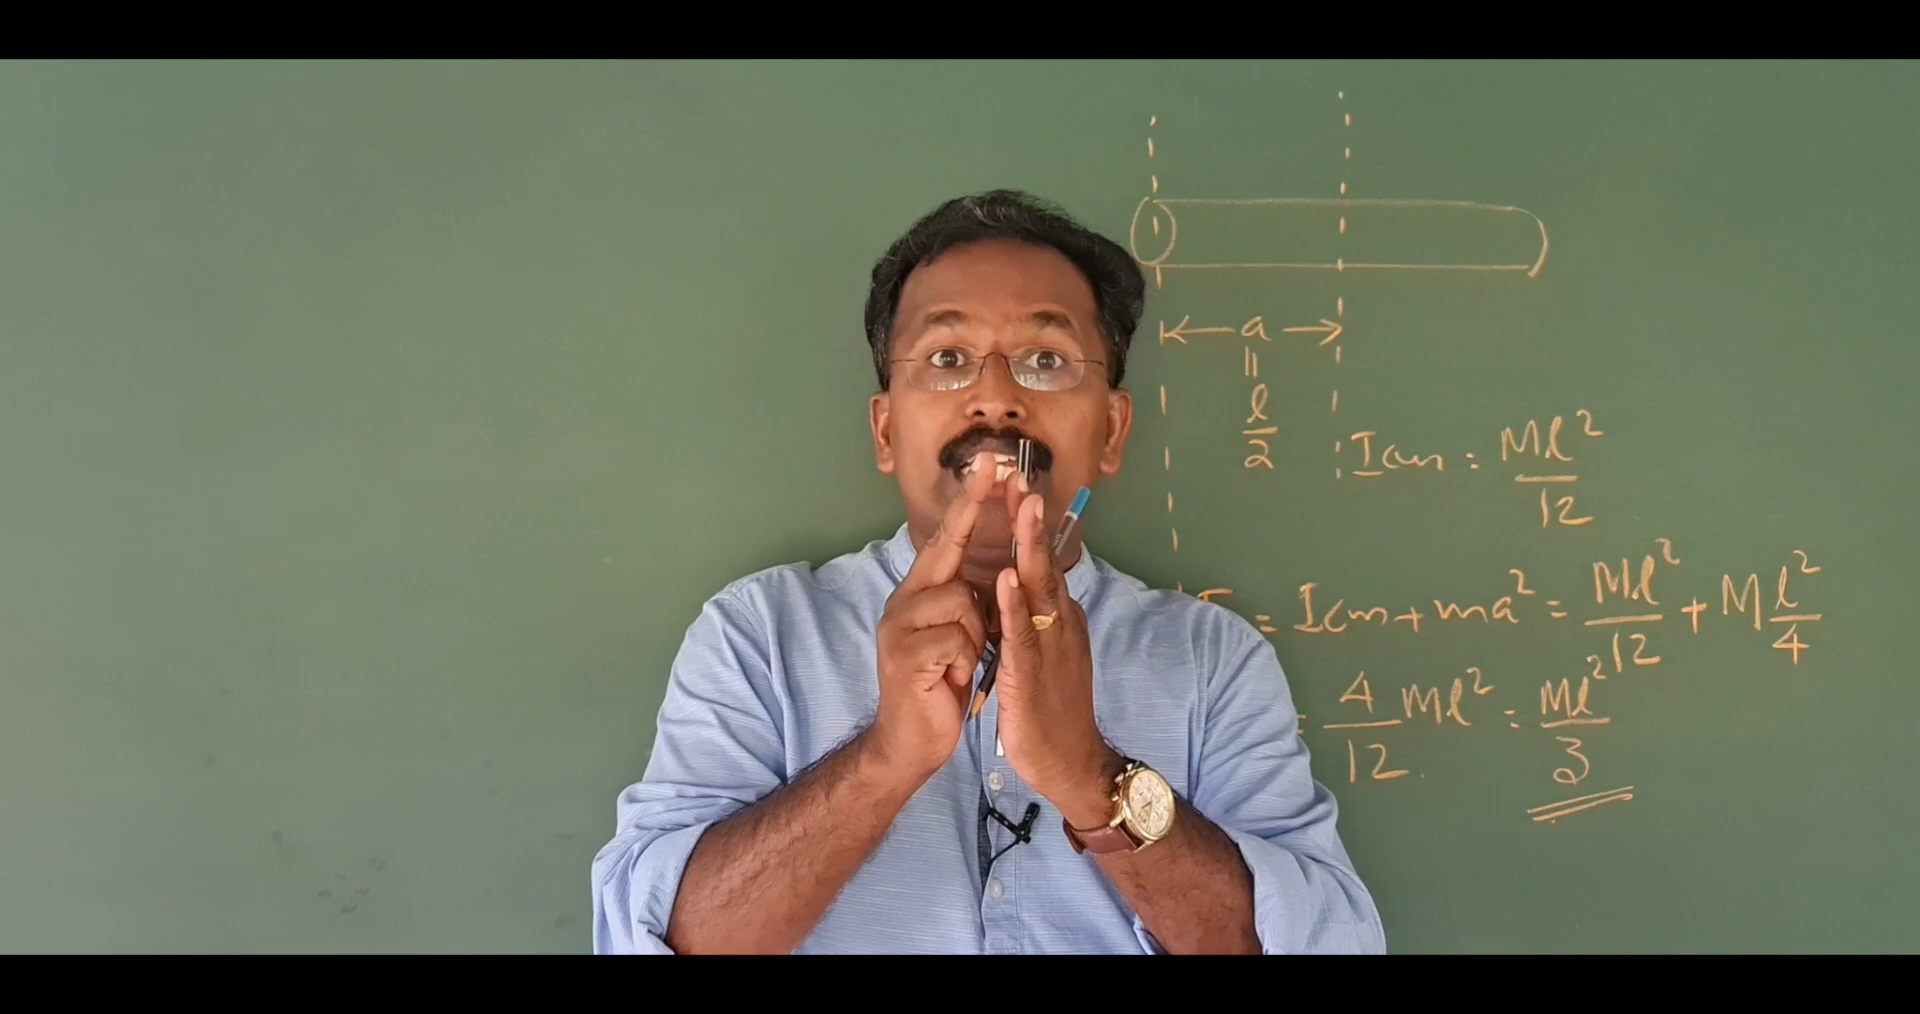 a
=
l/2
Icm = Ml²/12
I = Icm + ma² = Ml²/12 + M l²/4
= 4/12 Ml² = Ml²/3